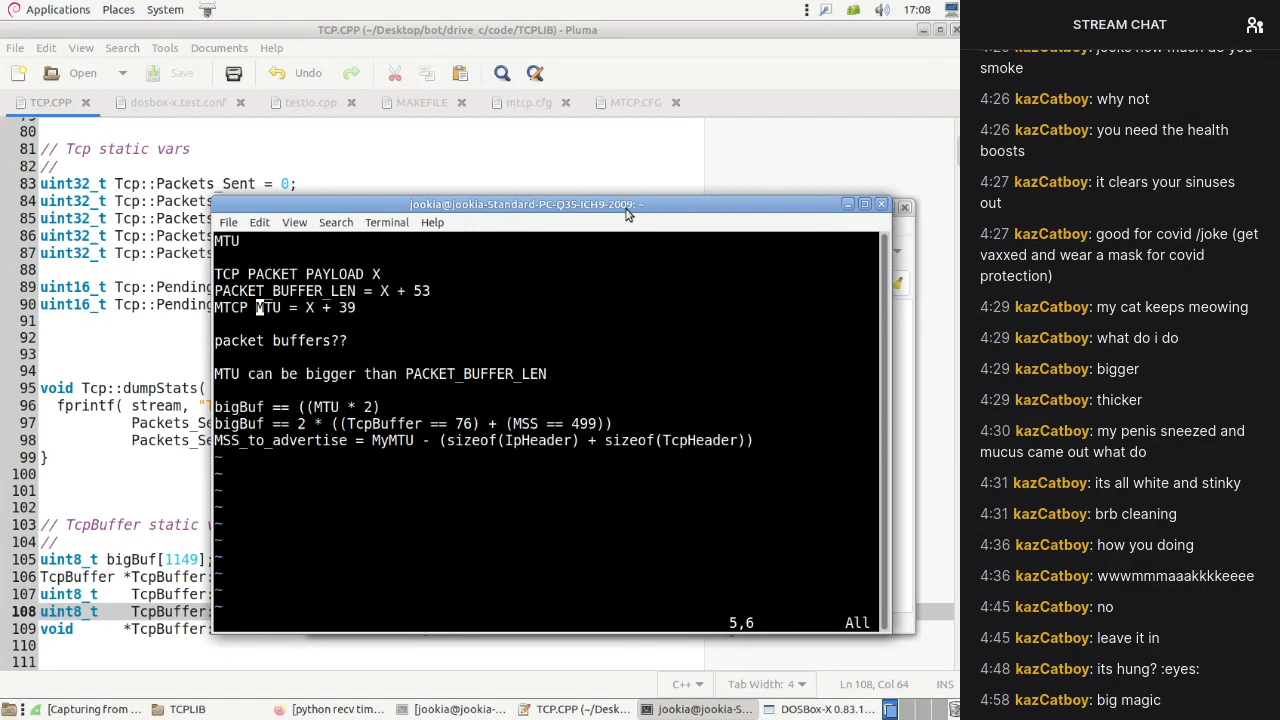 Applications Places System
17:08
TCP.CPP (~/Desktop/bot/drive_c/code/TCPLIB) - Pluma
File Edit View Search Tools Documents Help
Open Save Undo
TCP.CPP dosbox-x.test.conf testio.cpp MAKEFILE mtcp.cfg MTCP.CFG
80
81 // Tcp static vars
82 //
83 uint32_t Tcp::Packets_Sent = 0;
84 uint32_t Tcp::Packets
85 uint32_t Tcp::Packets
86 uint32_t Tcp::Packets
87 uint32_t Tcp::Packets
88
89 uint16_t Tcp::Pending
90 uint16_t Tcp::Pending
91
92
93
94
95 void Tcp::dumpStats(
96 fprintf( stream, "T
97 Packets_Se
98 Packets_Se
99 }
100
101
102
103 // TcpBuffer static v
104 //
105 uint8_t bigBuf[1149];
106 TcpBuffer *TcpBuffer:
107 uint8_t TcpBuffer:
108 uint8_t TcpBuffer:
109 void *TcpBuffer:
110
111
C++ Tab Width: 4 Ln 108, Col 64 INS
jookia@jookia-Standard-PC-Q35-ICH9-2009: ~
File Edit View Search Terminal Help
MTU
TCP PACKET PAYLOAD X
PACKET_BUFFER_LEN = X + 53
MTCP MTU = X + 39
packet buffers??
MTU can be bigger than PACKET_BUFFER_LEN
bigBuf == ((MTU * 2)
bigBuf == 2 * ((TcpBuffer == 76) + (MSS == 499))
MSS_to_advertise = MyMTU - (sizeof(IpHeader) + sizeof(TcpHeader))
~
~
~
~
~
~
~
~
~
~
5,6 All
[Capturing from ... TCPLIB [python@tim... [jookia@jookia-... TCP.CPP (~/Des... jookia@jookia-S... DOSBox-X 0.83.1...
STREAM CHAT
smoke
4:26 kazCatboy: why not
4:26 kazCatboy: you need the health
boosts
4:27 kazCatboy: it clears your sinuses
out
4:27 kazCatboy: good for covid /joke (get
vaxxed and wear a mask for covid
protection)
4:29 kazCatboy: my cat keeps meowing
4:29 kazCatboy: what do i do
4:29 kazCatboy: bigger
4:29 kazCatboy: thicker
4:30 kazCatboy: my penis sneezed and
mucus came out what do
4:31 kazCatboy: its all white and stinky
4:31 kazCatboy: brb cleaning
4:36 kazCatboy: how you doing
4:36 kazCatboy: wwwmmmaaakkkkeeee
4:45 kazCatboy: no
4:45 kazCatboy: leave it in
4:48 kazCatboy: its hung? :eyes:
4:58 kazCatboy: big magic